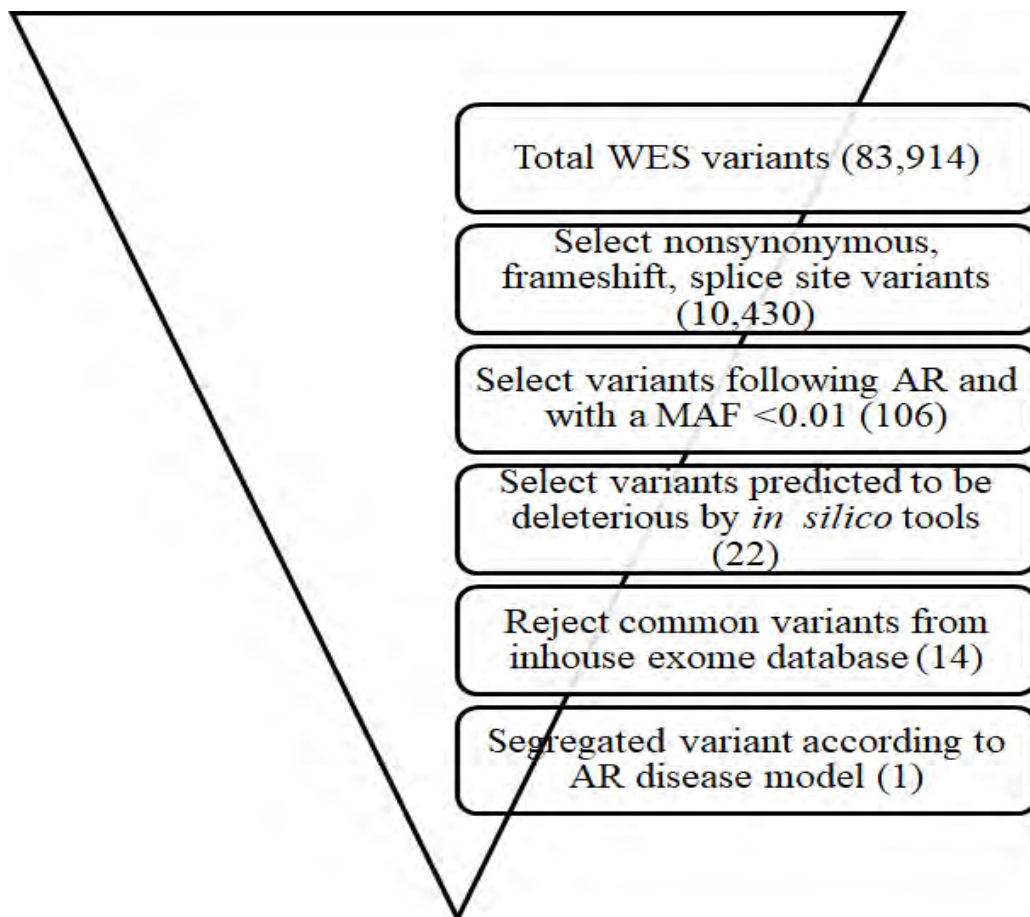 Total WES variants (83,914)
Select nonsynonymous,
frameshift, splice site variants
(10,430)
Select variants following AR and
with a MAF <0.01 (106)
Select variants predicted to be
deleterious by in silico tools
(22)
Reject common variants from
inhouse exome database (14)
Segregated variant according to
AR disease model (1)